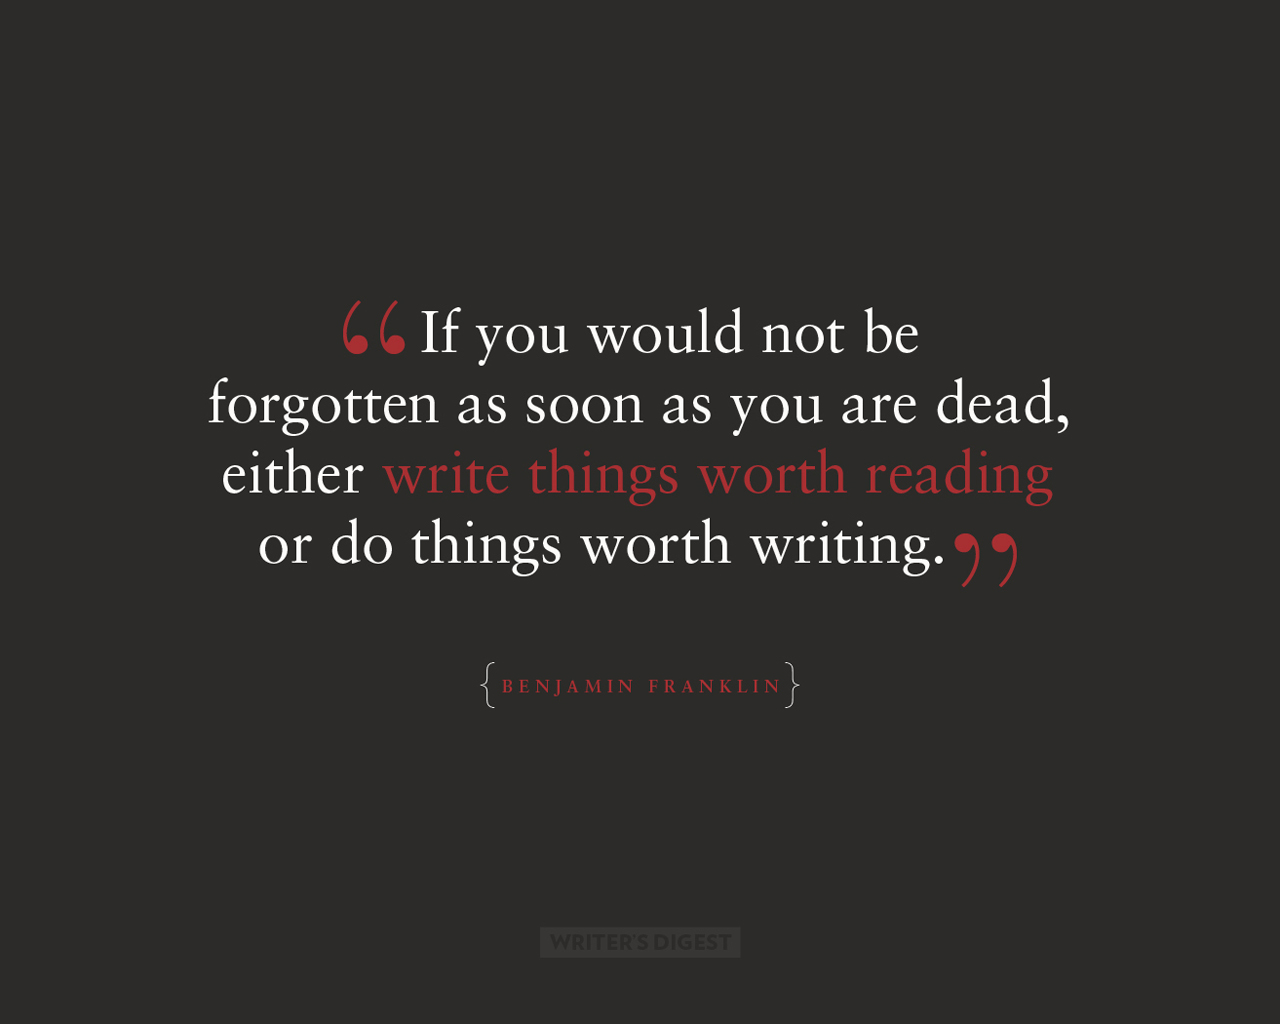 “If you would not be
forgotten as soon as you are dead,
either write things worth reading
or do things worth writing.”
{BENJAMIN FRANKLIN}
WRITER'S DIGEST